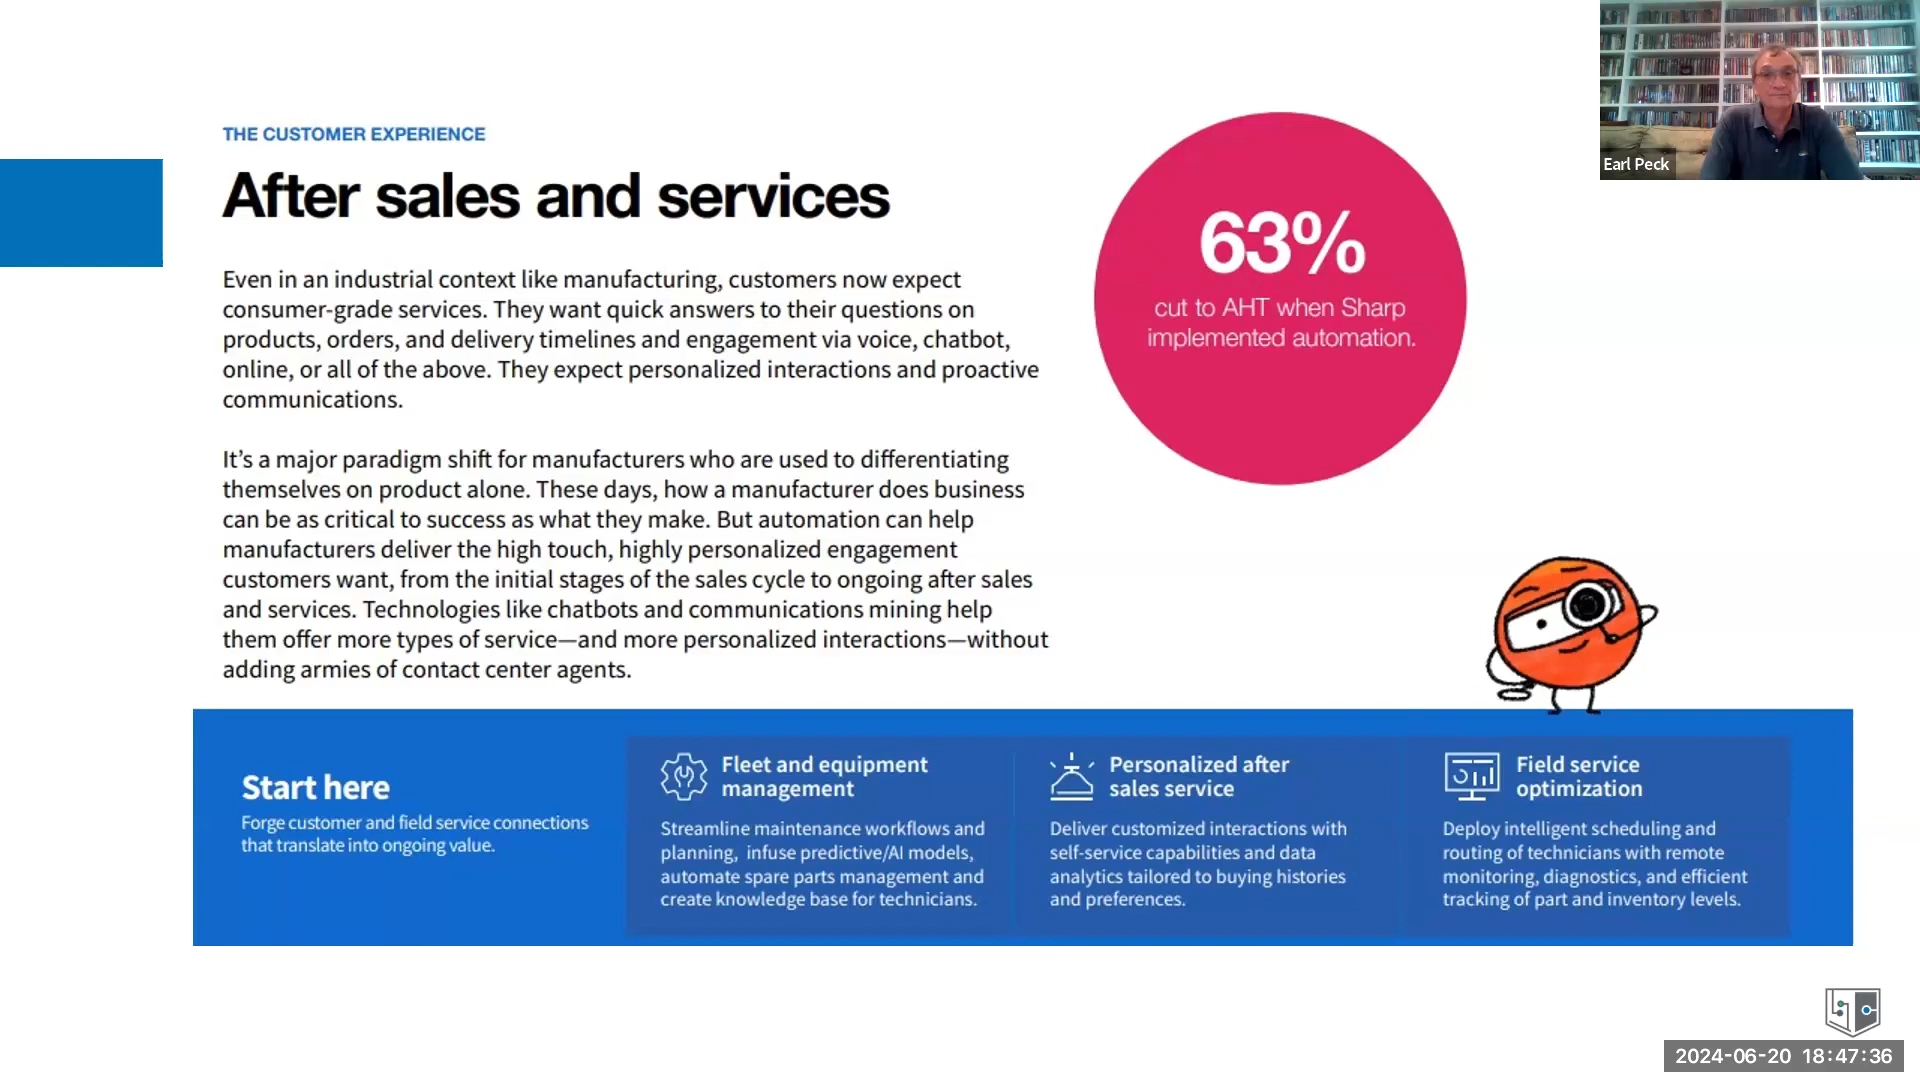 THE CUSTOMER EXPERIENCE
After sales and services
Even in an industrial context like manufacturing, customers now expect
consumer-grade services. They want quick answers to their questions on
products, orders, and delivery timelines and engagement via voice, chatbot,
online, or all of the above. They expect personalized interactions and proactive
communications.
It’s a major paradigm shift for manufacturers who are used to differentiating
themselves on product alone. These days, how a manufacturer does business
can be as critical to success as what they make. But automation can help
manufacturers deliver the high touch, highly personalized engagement
customers want, from the initial stages of the sales cycle to ongoing after sales
and services. Technologies like chatbots and communications mining help
them offer more types of service—and more personalized interactions—without
adding armies of contact center agents.
63%
cut to AHT when Sharp
implemented automation.
Earl Peck
Start here
Forge customer and field service connections
that translate into ongoing value.
Fleet and equipment
management
Streamline maintenance workflows and
planning, infuse predictive/AI models,
automate spare parts management and
create knowledge base for technicians.
Personalized after
sales service
Deliver customized interactions with
self-service capabilities and data
analytics tailored to buying histories
and preferences.
Field service
optimization
Deploy intelligent scheduling and
routing of technicians with remote
monitoring, diagnostics, and efficient
tracking of part and inventory levels.
2024-06-20 18:47:36